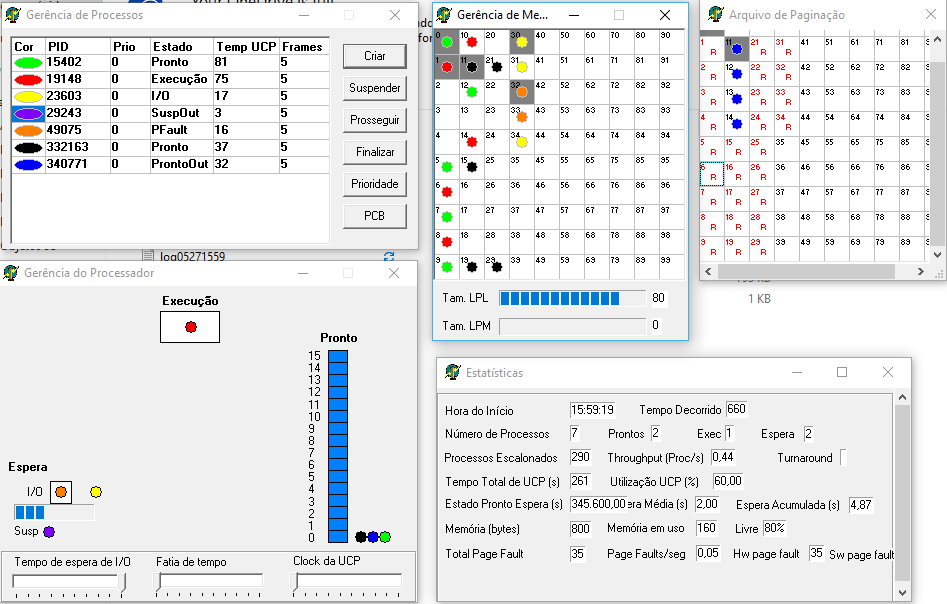 Gerência de Processos
Cor PID Prio Estado Temp UCP Frames
15402 0 Pronto 81 5
19148 0 Execução 75 5
23603 0 I/O 17 5
29243 0 SuspOut 3 5
49075 0 PFault 16 5
332163 0 Pronto 37 5
340771 0 ProntoOut 32 5
Criar
Suspender
Prosseguir
Finalizar
Prioridade
PCB
log05271559
Gerência de Me...
0 10 20 30 40 50 60 70 80 90
1 11 21 31 41 51 61 71 81 91
2 12 22 32 42 52 62 72 82 92
3 13 23 33 43 53 63 73 83 93
4 14 24 34 44 54 64 74 84 94
5 15 25 35 45 55 65 75 85 95
6 16 26 36 46 56 66 76 86 96
7 17 27 37 47 57 67 77 87 97
8 18 28 38 48 58 68 78 88 98
9 19 29 39 49 59 69 79 89 99
Tam. LPL 80
Tam. LPM 0
Arquivo de Paginação
1 R 11 21 R 31 R 41 51 61 71 81
2 R 12 22 R 32 R 42 52 62 72 82
3 R 13 23 R 33 R 43 53 63 73 83
4 R 14 24 R 34 R 44 54 64 74 84
5 R 15 R 25 R 35 45 55 65 75 85
6 R 16 R 26 R 36 46 56 66 76 86
7 R 17 R 27 R 37 47 57 67 77 87
8 R 18 R 28 R 38 48 58 68 78 88
9 R 19 R 29 R 39 49 59 69 79 89
1 KB
Gerência do Processador
Execução
Pronto
15
14
13
12
11
10
9
8
7
6
5
4
3
2
1
0
Espera
I/O
Susp
Tempo de espera de I/O Fatia de tempo Clock da UCP
Estatísticas
Hora do Início 15:59:19 Tempo Decorrido 660
Número de Processos 7 Prontos 2 Exec 1 Espera 2
Processos Escalonados 290 Throughput (Proc/s) 0,44 Turnaround
Tempo Total de UCP (s) 261 Utilização UCP (%) 60,00
Estado Pronto Espera (s) 345.600,00 era Média (s) 2,00 Espera Acumulada (s) 4,87
Memória (bytes) 800 Memória em uso 160 Livre 80%
Total Page Fault 35 Page Faults/seg 0,05 Hw page fault 35 Sw page fault